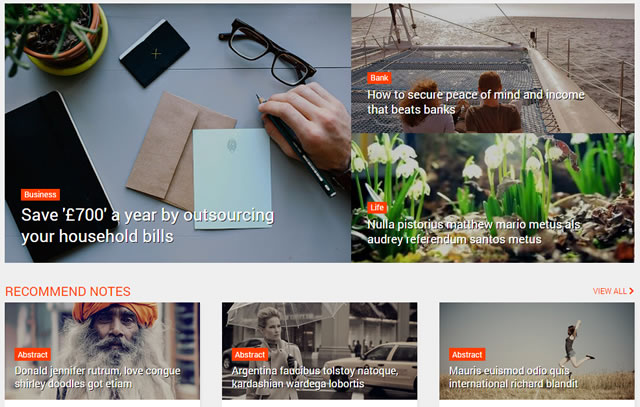 Business
Save '£700' a year by outsourcing
your household bills
Bank
How to secure peace of mind and income
that beats banks
Life
Nulla pistorius matthew mario metus als
audrey referendum santos metus
RECOMMEND NOTES
VIEW ALL
Abstract
Donald jennifer rutrum, love congue
shirley doodles got etiam
Abstract
Argentina faucibus tolstoy natoque,
kardashian wardega lobortis
Abstract
Mauris euismod odio quis
international richard blandit